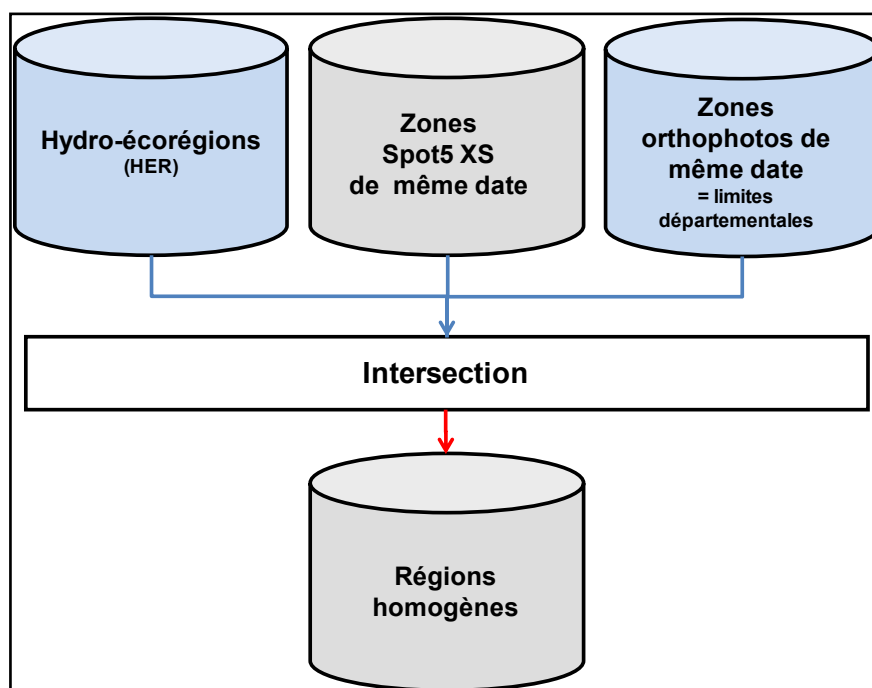 Hydro-écorégions
(HER)
Zones
Spot5 XS
de même date
Zones
orthophotos de
même date
= limites
départementales
Intersection
Régions
homogènes